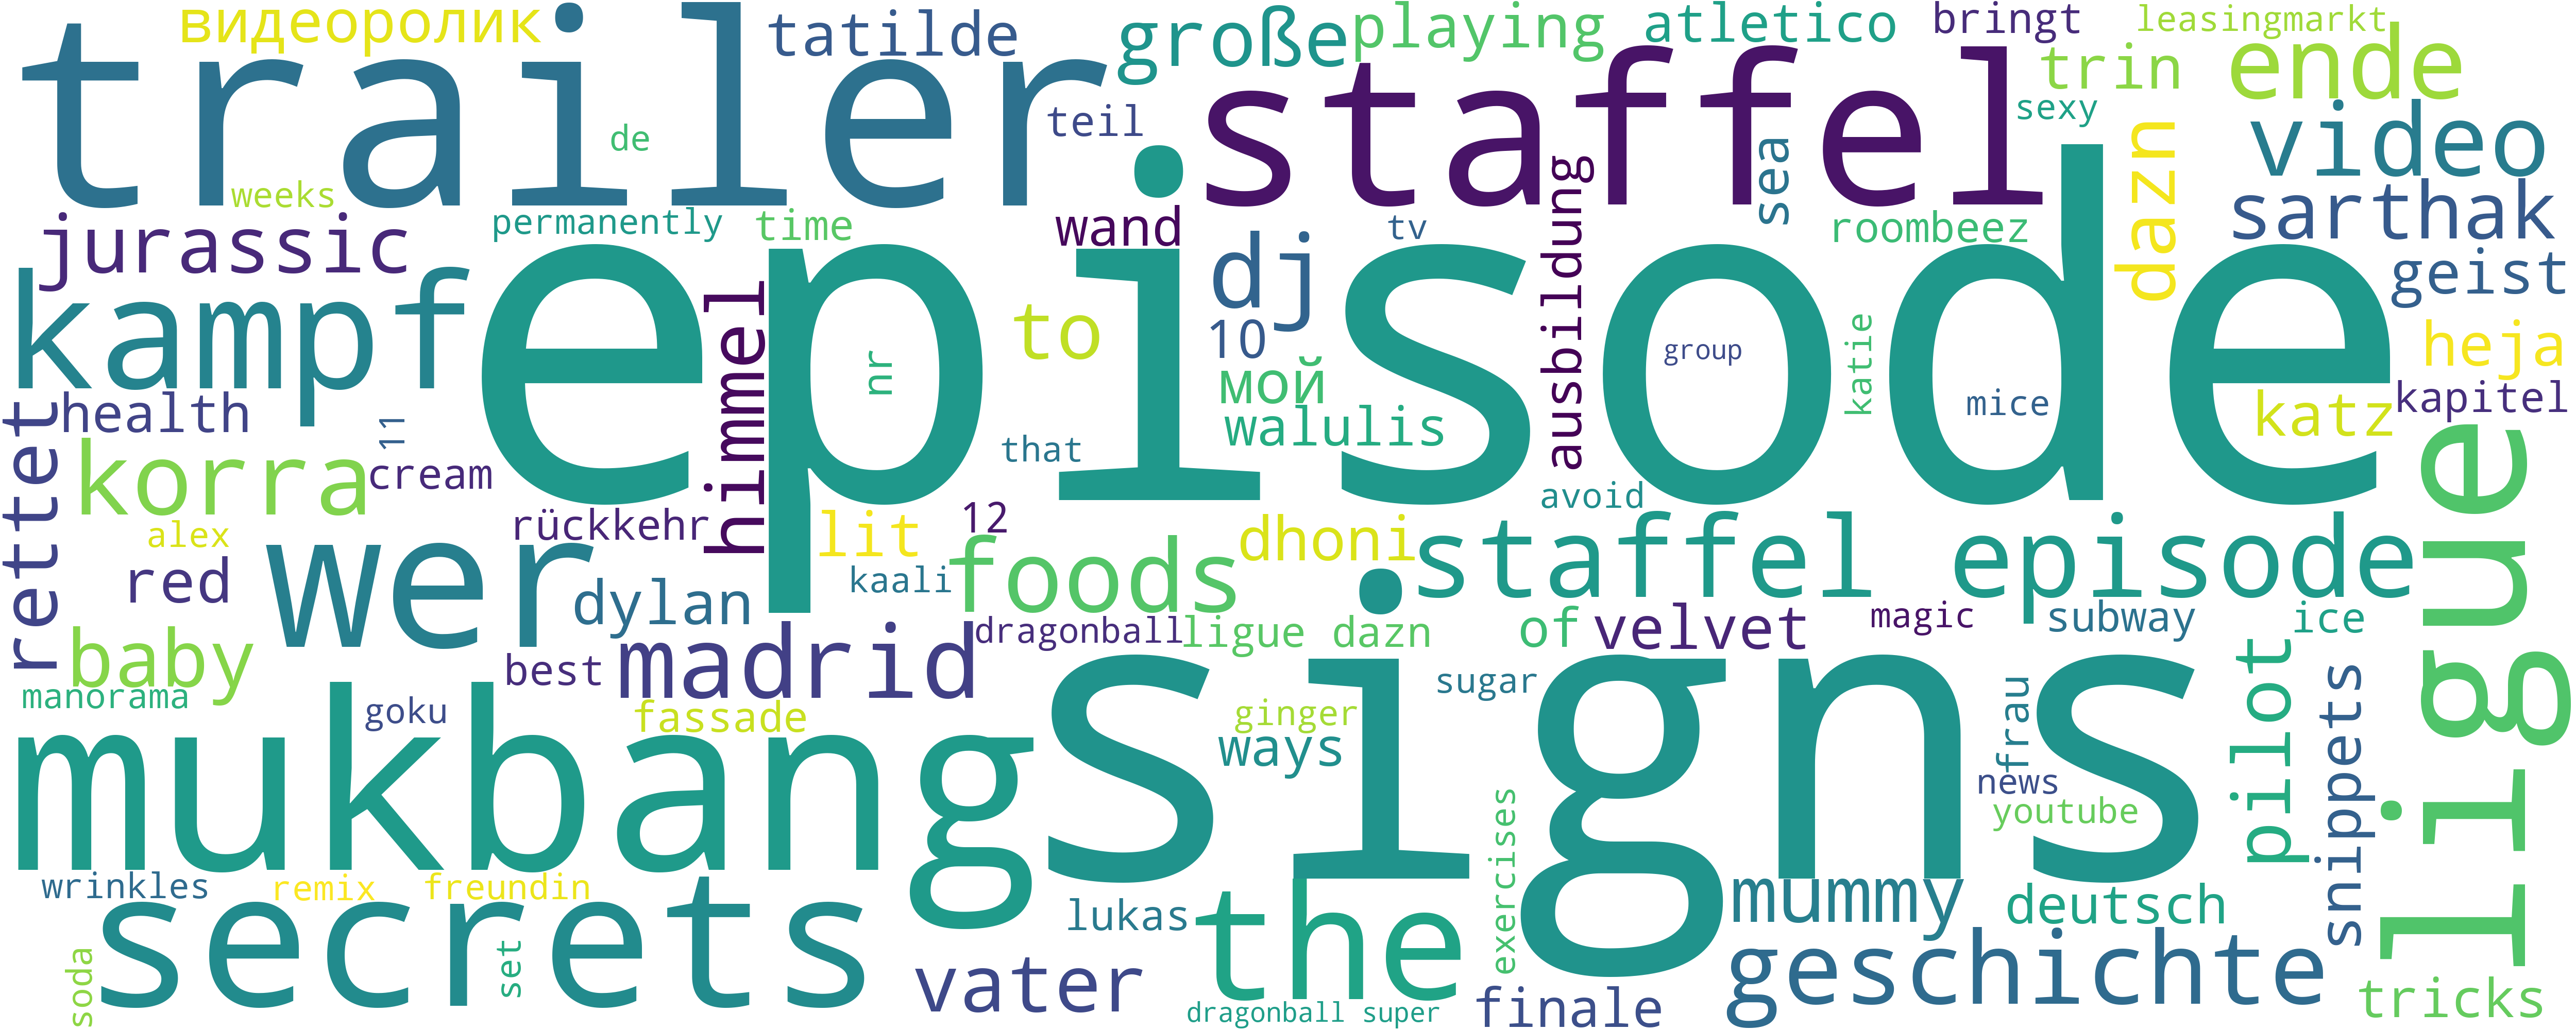 видеоролик
tatilde
große
playing
atletico
bringt
leasingmarkt
trailer
staffel
trin
ende
de
teil
sexy
video
weeks
sea
dazn
sarthak
jurassic
permanently
time
wand
tv
ausbildung
roombeez
geist
kampf
episode
himmel
nr
to
dj
10
group
katie
heja
мой
mice
kapitel
health
11
walulis
katz
rettet
korra
cream
that
avoid
ligue
alex
rückkehr
lit
12
dhoni
staffel episode
red
wer
dylan
kaali
foods
baby
best
madrid
dragonball
ligue dazn
of
velvet
magic
subway
ice
manorama
goku
fassade
signs
sugar
ginger
ways
frau
news
youtube
pilot
snippets
mukbang
wrinkles
remix
freundin
exercises
mummy
deutsch
secrets
set
soda
lukas
the
vater
geschichte
finale
tricks
dragonball super